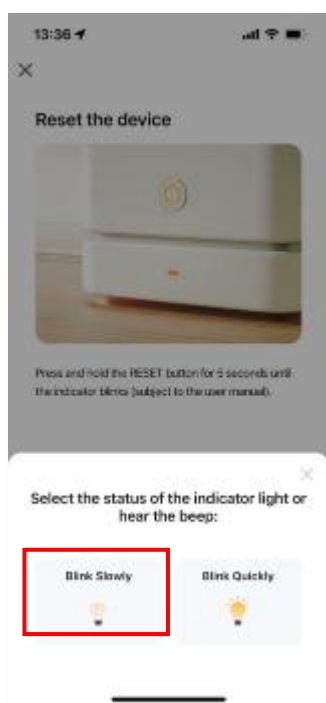 13:36
Reset the device
Press and hold the RESET button for 5 seconds until
the indicator blinks (subject to the user manual).
Select the status of the indicator light or
hear the beep:
Blink Slowly
Blink Quickly